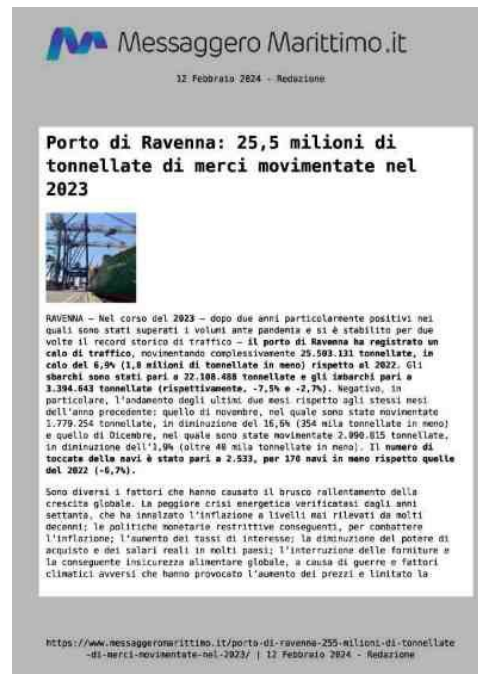 Messaggero Marittimo.it
12 Febbraio 2024 - Redazione
Porto di Ravenna: 25,5 milioni di
tonnellate di merci movimentate nel
2023
RAVENNA – Nel corso del 2023 – dopo due anni particolarmente positivi nei
quali sono stati superati i volumi ante pandemia e si è stabilito per due
volte il record storico di traffico – il porto di Ravenna ha registrato un
calo di traffico, movimentando complessivamente 25.503.131 tonnellate, in
calo del 6,9% (1,8 milioni di tonnellate in meno) rispetto al 2022. Gli
sbarchi sono stati pari a 22.108.488 tonnellate e gli imbarchi pari a
3.394.643 tonnellate (rispettivamente, -7,5% e -2,7%). Negativo, in
particolare, l'andamento degli ultimi due mesi rispetto agli stessi mesi
dell'anno precedente: quello di novembre, nel quale sono state movimentate
1.779.254 tonnellate, in diminuzione del 16,6% (354 mila tonnellate in meno)
e quello di Dicembre, nel quale sono state movimentate 2.090.815 tonnellate,
in diminuzione dell'1,9% (oltre 40 mila tonnellate in meno). Il numero di
toccate delle navi è stato pari a 2.533, per 170 navi in meno rispetto quelle
del 2022 (-6,7%).
Sono diversi i fattori che hanno causato il brusco rallentamento della
crescita globale. La peggiore crisi energetica verificatasi dagli anni
settanta, che ha innalzato l'inflazione a livelli mai rilevati da molti
decenni; le politiche monetarie restrittive conseguenti, per combattere
l'inflazione; l'aumento dei tassi di interesse; la diminuzione del potere di
acquisto e dei salari reali in molti paesi; l'interruzione delle forniture e
la conseguente insicurezza alimentare globale, a causa di guerre e fattori
climatici avversi che hanno provocato l'aumento dei prezzi e limitato la
https://www.messaggeromarittimo.it/porto-di-ravenna-255-milioni-di-tonnellate
-di-merci-movimentate-nel-2023/ | 12 Febbraio 2024 - Redazione